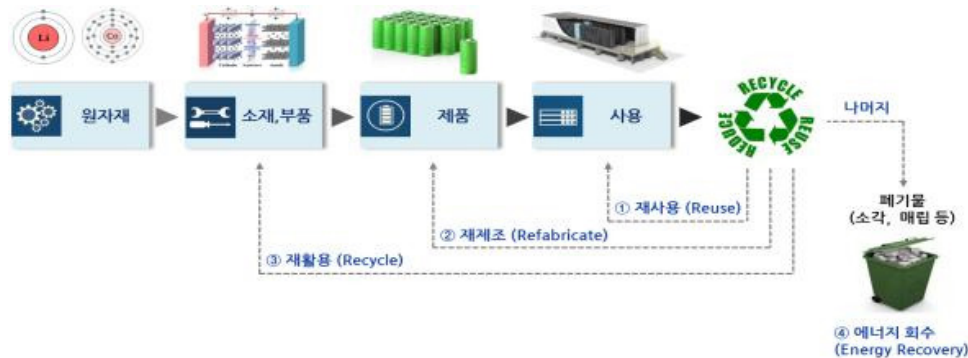 Li
Co
원자재
소재,부품
제품
사용
REDUCE
RECYCLE
REUSE
나머지
폐기물
(소각, 매립 등)
① 재사용 (Reuse)
② 재제조 (Refabricate)
③ 재활용 (Recycle)
④ 에너지 회수
(Energy Recovery)